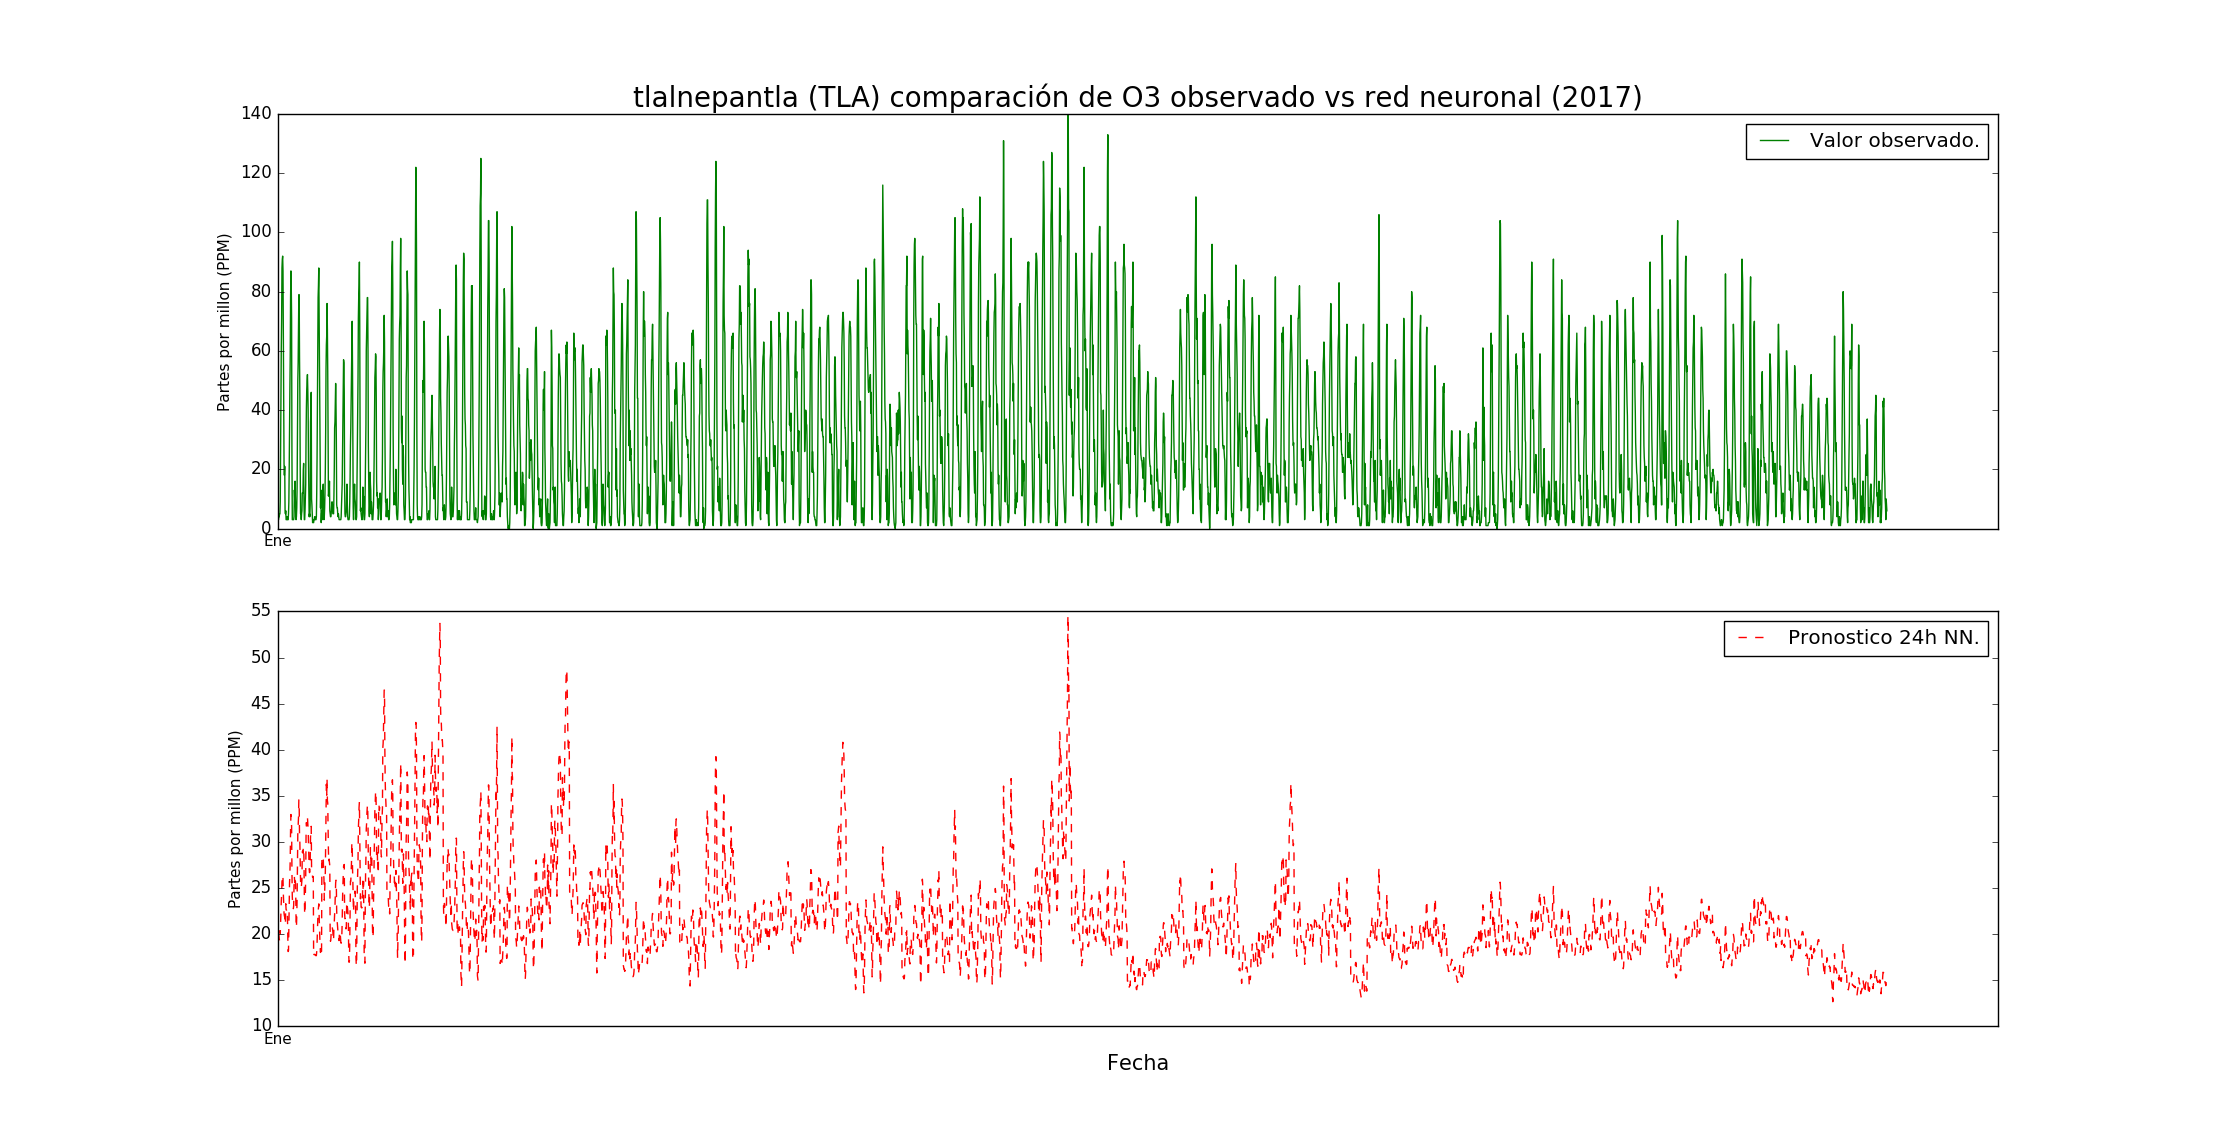 tlalnepantla (TLA) comparación de O3 observado vs red neuronal (2017)
140
120
100
80
60
40
20
0
Partes por millon (PPM)
Valor observado.
Ene
55
50
45
40
35
30
25
20
15
10
Partes por millon (PPM)
Pronostico 24h NN.
Ene
Fecha